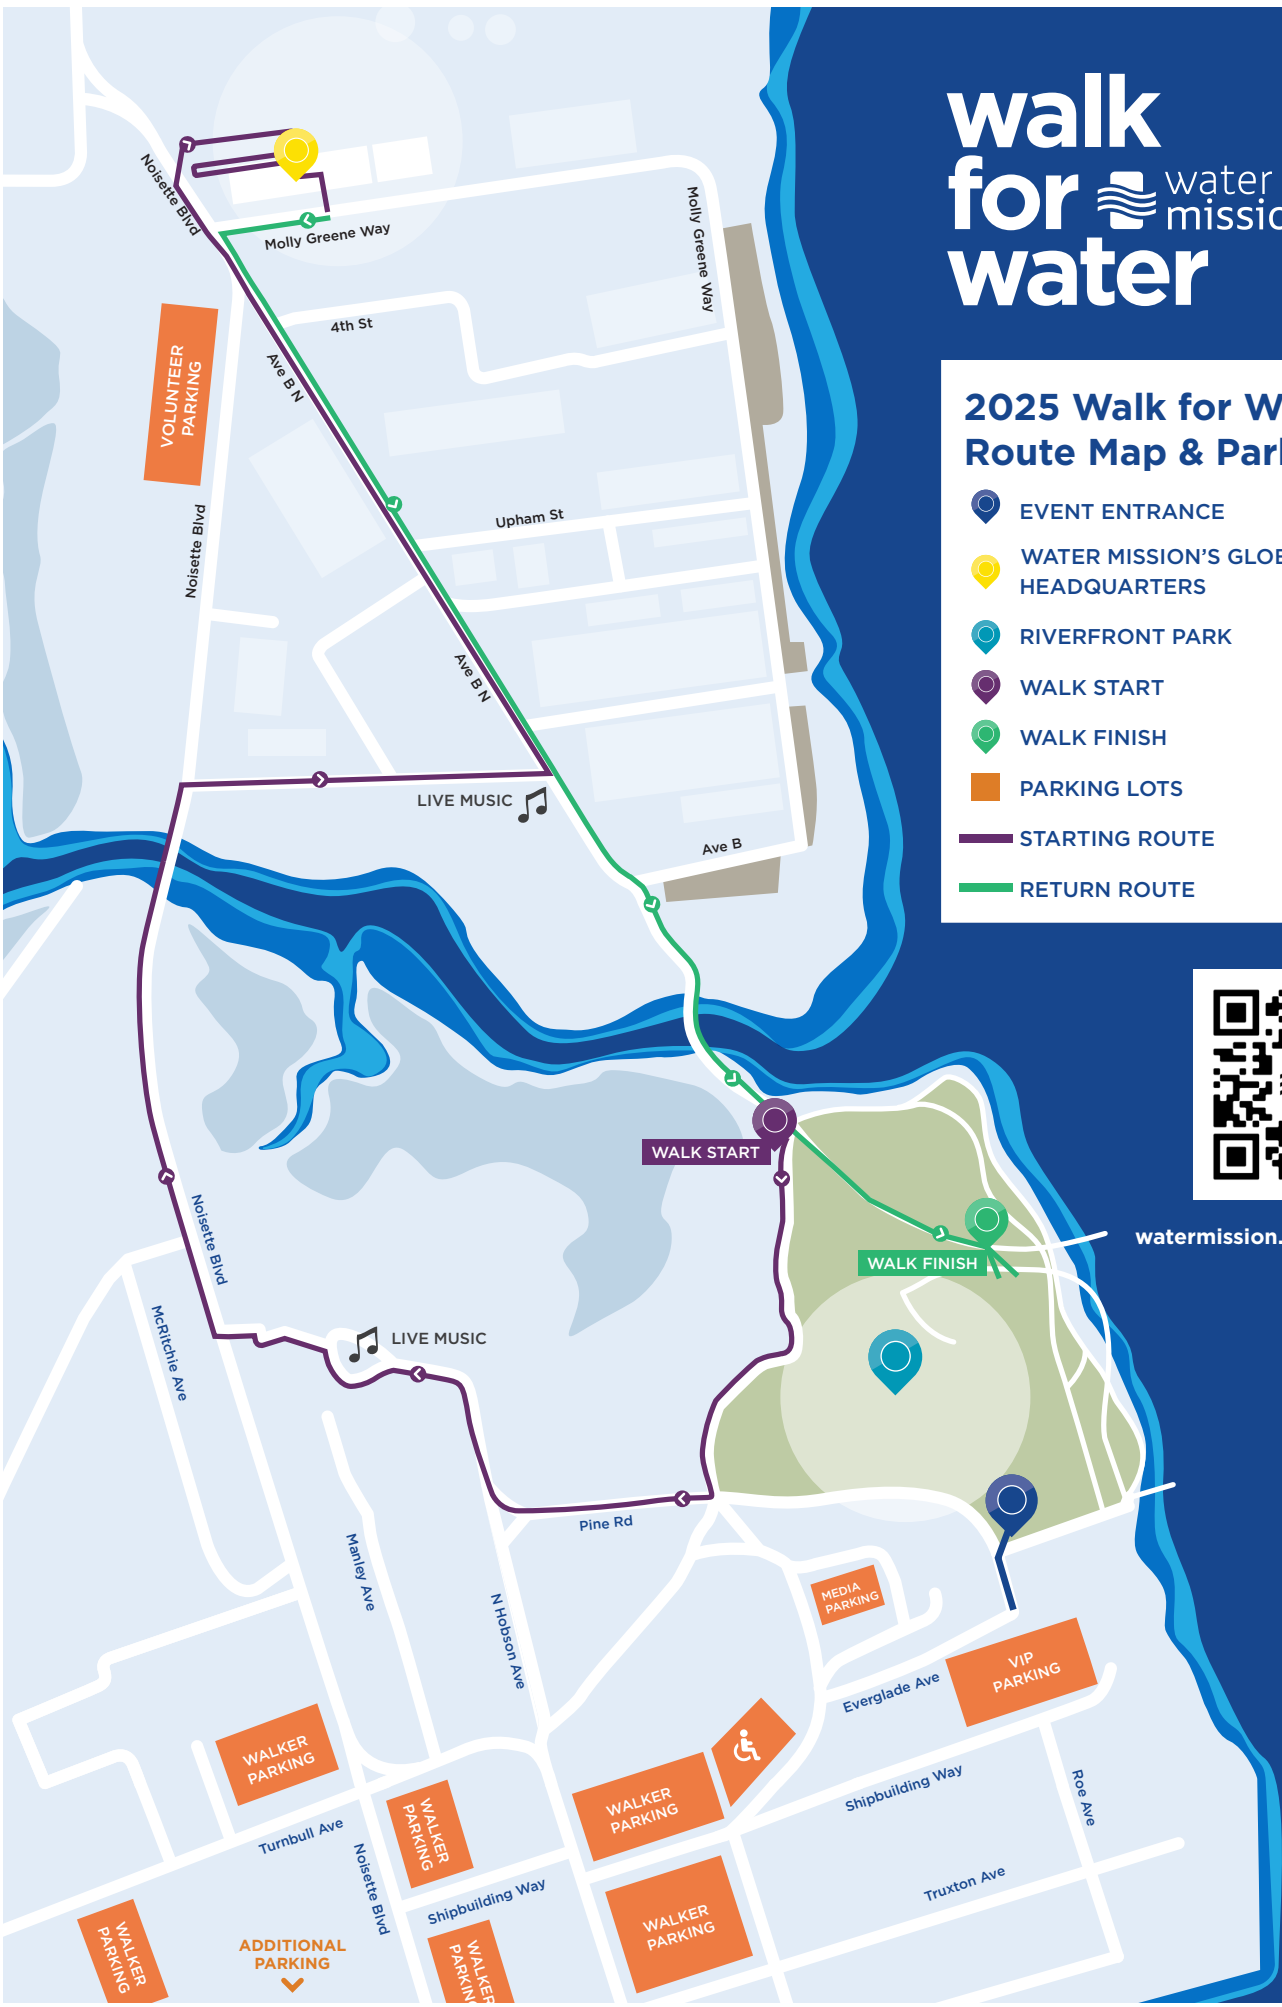 walk
for
water
water
missio
2025 Walk for W
Route Map & Par
EVENT ENTRANCE
WATER MISSION'S GLOB
HEADQUARTERS
RIVERFRONT PARK
WALK START
WALK FINISH
PARKING LOTS
STARTING ROUTE
RETURN ROUTE
watermission.
Noisette Blvd
Molly Greene Way
Molly Greene Way
4th St
VOLUNTEER
PARKING
Ave B N
Noisette Blvd
Upham St
Ave B N
LIVE MUSIC
Ave B
WALK START
WALK FINISH
Noisette Blvd
McRitchie Ave
LIVE MUSIC
Pine Rd
Manley Ave
N Hobson Ave
MEDIA
PARKING
VIP
PARKING
Everglade Ave
WALKER
PARKING
WALKER
PARKING
WALKER
PARKING
Shipbuilding Way
Roe Ave
Turnbull Ave
Noisette Blvd
Shipbuilding Way
WALKER
PARKING
Truxton Ave
WALKER
PARKING
ADDITIONAL
PARKING
WALKER
PARKING